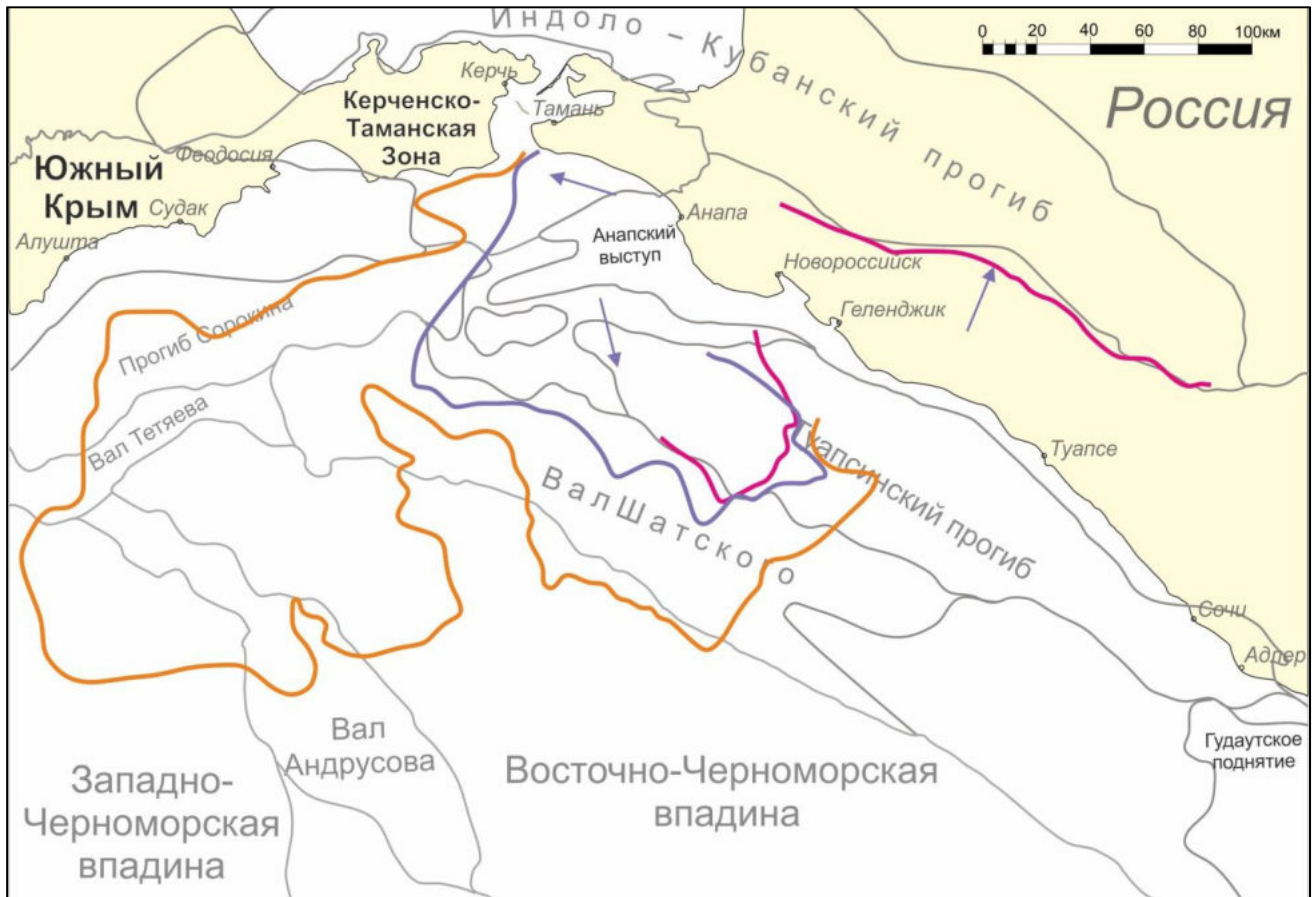 Индоло – Кубанский прогиб
0 20 40 60 80 100км
Россия
Керчь
Керченско-
Таманская
Зона
Тамань
Феодосия
Южный
Крым
Судак
Алушта
Анапа
Анапский
выступ
Новороссийск
Геленджик
Прогиб Сорокина
Вал Тетяева
Туапсе
Туапсинский прогиб
Вал Шатского
Сочи
Адлер
Гудаутское
поднятие
Вал
Андрусова
Западно-
Черноморская
впадина
Восточно-Черноморская
впадина